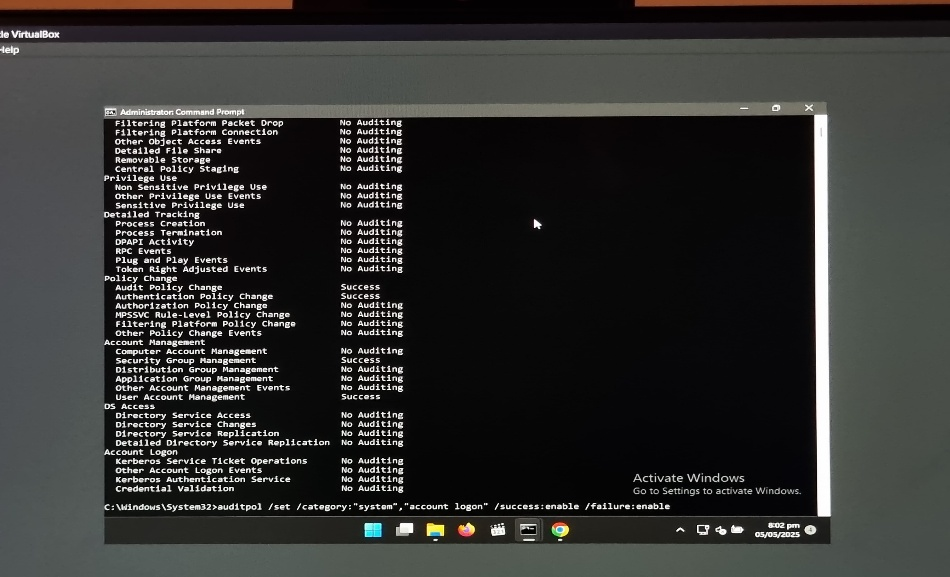 le VirtualBox
Help
Administrator: Command Prompt
Filtering Platform Packet Drop No Auditing
Filtering Platform Connection No Auditing
Other Object Access Events No Auditing
Detailed File Share No Auditing
Removable Storage No Auditing
Central Policy Staging No Auditing
Privilege Use
Non Sensitive Privilege Use No Auditing
Other Privilege Use Events No Auditing
Sensitive Privilege Use No Auditing
Detailed Tracking
Process Creation No Auditing
Process Termination No Auditing
DPAPI Activity No Auditing
RPC Events No Auditing
Plug and Play Events No Auditing
Token Right Adjusted Events No Auditing
Policy Change
Audit Policy Change Success
Authentication Policy Change Success
Authorization Policy Change No Auditing
MPSSVC Rule-Level Policy Change No Auditing
Filtering Platform Policy Change No Auditing
Other Policy Change Events No Auditing
Account Management
Computer Account Management No Auditing
Security Group Management Success
Distribution Group Management No Auditing
Application Group Management No Auditing
Other Account Management Events No Auditing
User Account Management Success
DS Access
Directory Service Access No Auditing
Directory Service Changes No Auditing
Directory Service Replication No Auditing
Detailed Directory Service Replication No Auditing
Account Logon
Kerberos Service Ticket Operations No Auditing
Other Account Logon Events No Auditing
Kerberos Authentication Service No Auditing
Credential Validation No Auditing
Activate Windows
Go to Settings to activate Windows.
C:\Windows\System32>auditpol /set /category:"system","account logon" /success:enable /failure:enable
8:02 pm
05/05/2025